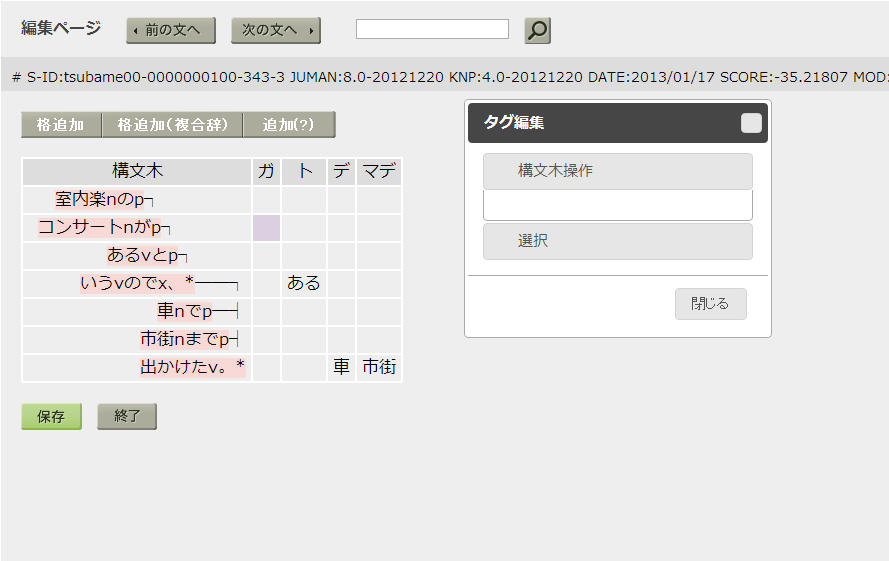 編集ページ 前の文へ 次の文へ
# S-ID:tsubame00-0000000100-343-3 JUMAN:8.0-20121220 KNP:4.0-20121220 DATE:2013/01/17 SCORE:-35.21807 MOD:
格追加 格追加(複合辞) 追加(?)
構文木 ガ ト デ マデ
室内楽nのp┐
コンサートnがp┐
あるvとp┐
いうvのでx、*──┐ ある
車nでp─┤
市街nまでp┤
出かけたv。* 車 市街
保存 終了
タグ編集
構文木操作
選択
閉じる